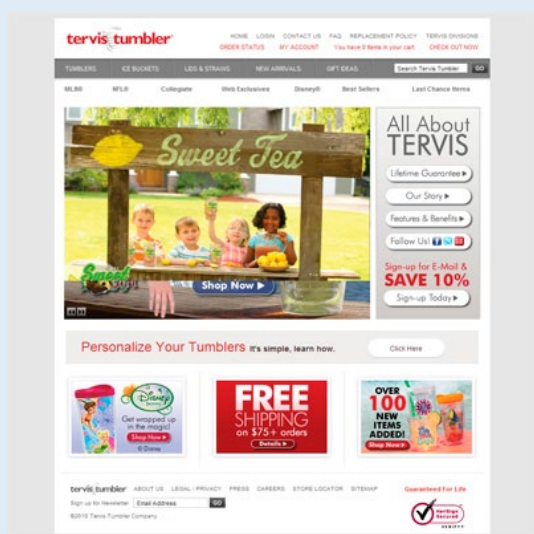 tervis tumbler
HOME LOGIN CONTACT US FAQ REPLACEMENT POLICY TERVIS DIVISIONS
ORDER STATUS MY ACCOUNT You have 0 items in your cart CHECK OUT NOW
TUMBLERS ICE BUCKETS LIDS & STRAWS NEW ARRIVALS GIFT IDEAS Search Tervis Tumbler GO
MLB® NFL® Collegiate Web Exclusives Disney® Best Sellers Last Chance Items
Sweet Tea
Sweet
Shop Now
All About
TERVIS
Lifetime Guarantee
Our Story
Features & Benefits
Follow Us!
Sign-up for E-Mail &
SAVE 10%
Sign-up Today
Personalize Your Tumblers It's simple, learn how. Click Here
Disney
Get wrapped up
in the magic!
Shop Now
© Disney
FREE
SHIPPING
on $75+ orders
Details
OVER
100
NEW
ITEMS
ADDED!
Shop Now
tervis tumbler ABOUT US LEGAL / PRIVACY PRESS CAREERS STORE LOCATOR SITEMAP Guaranteed For Life
Sign up for Newsletter Email Address GO
©2010 Tervis Tumbler Company
VeriSign
Secured
VERIFY